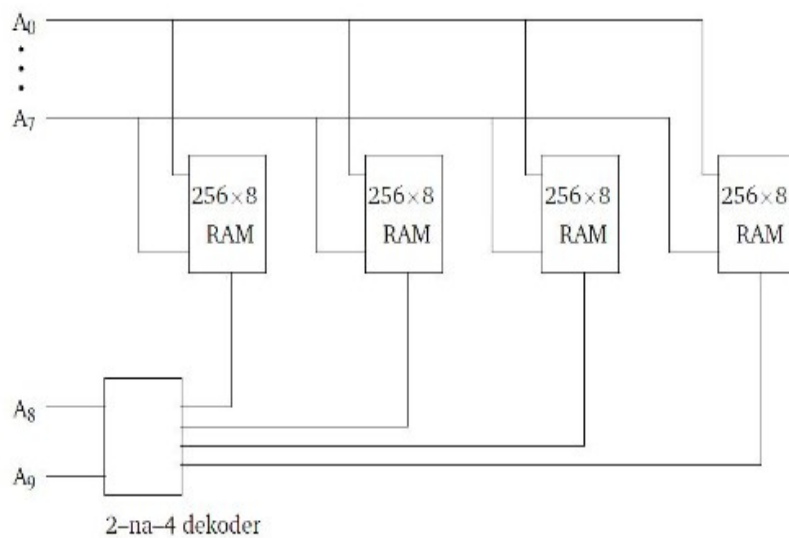 A₀
A₇
256×8 256×8 256×8 256×8
RAM RAM RAM RAM
A₈
A₉
2–na–4 dekoder